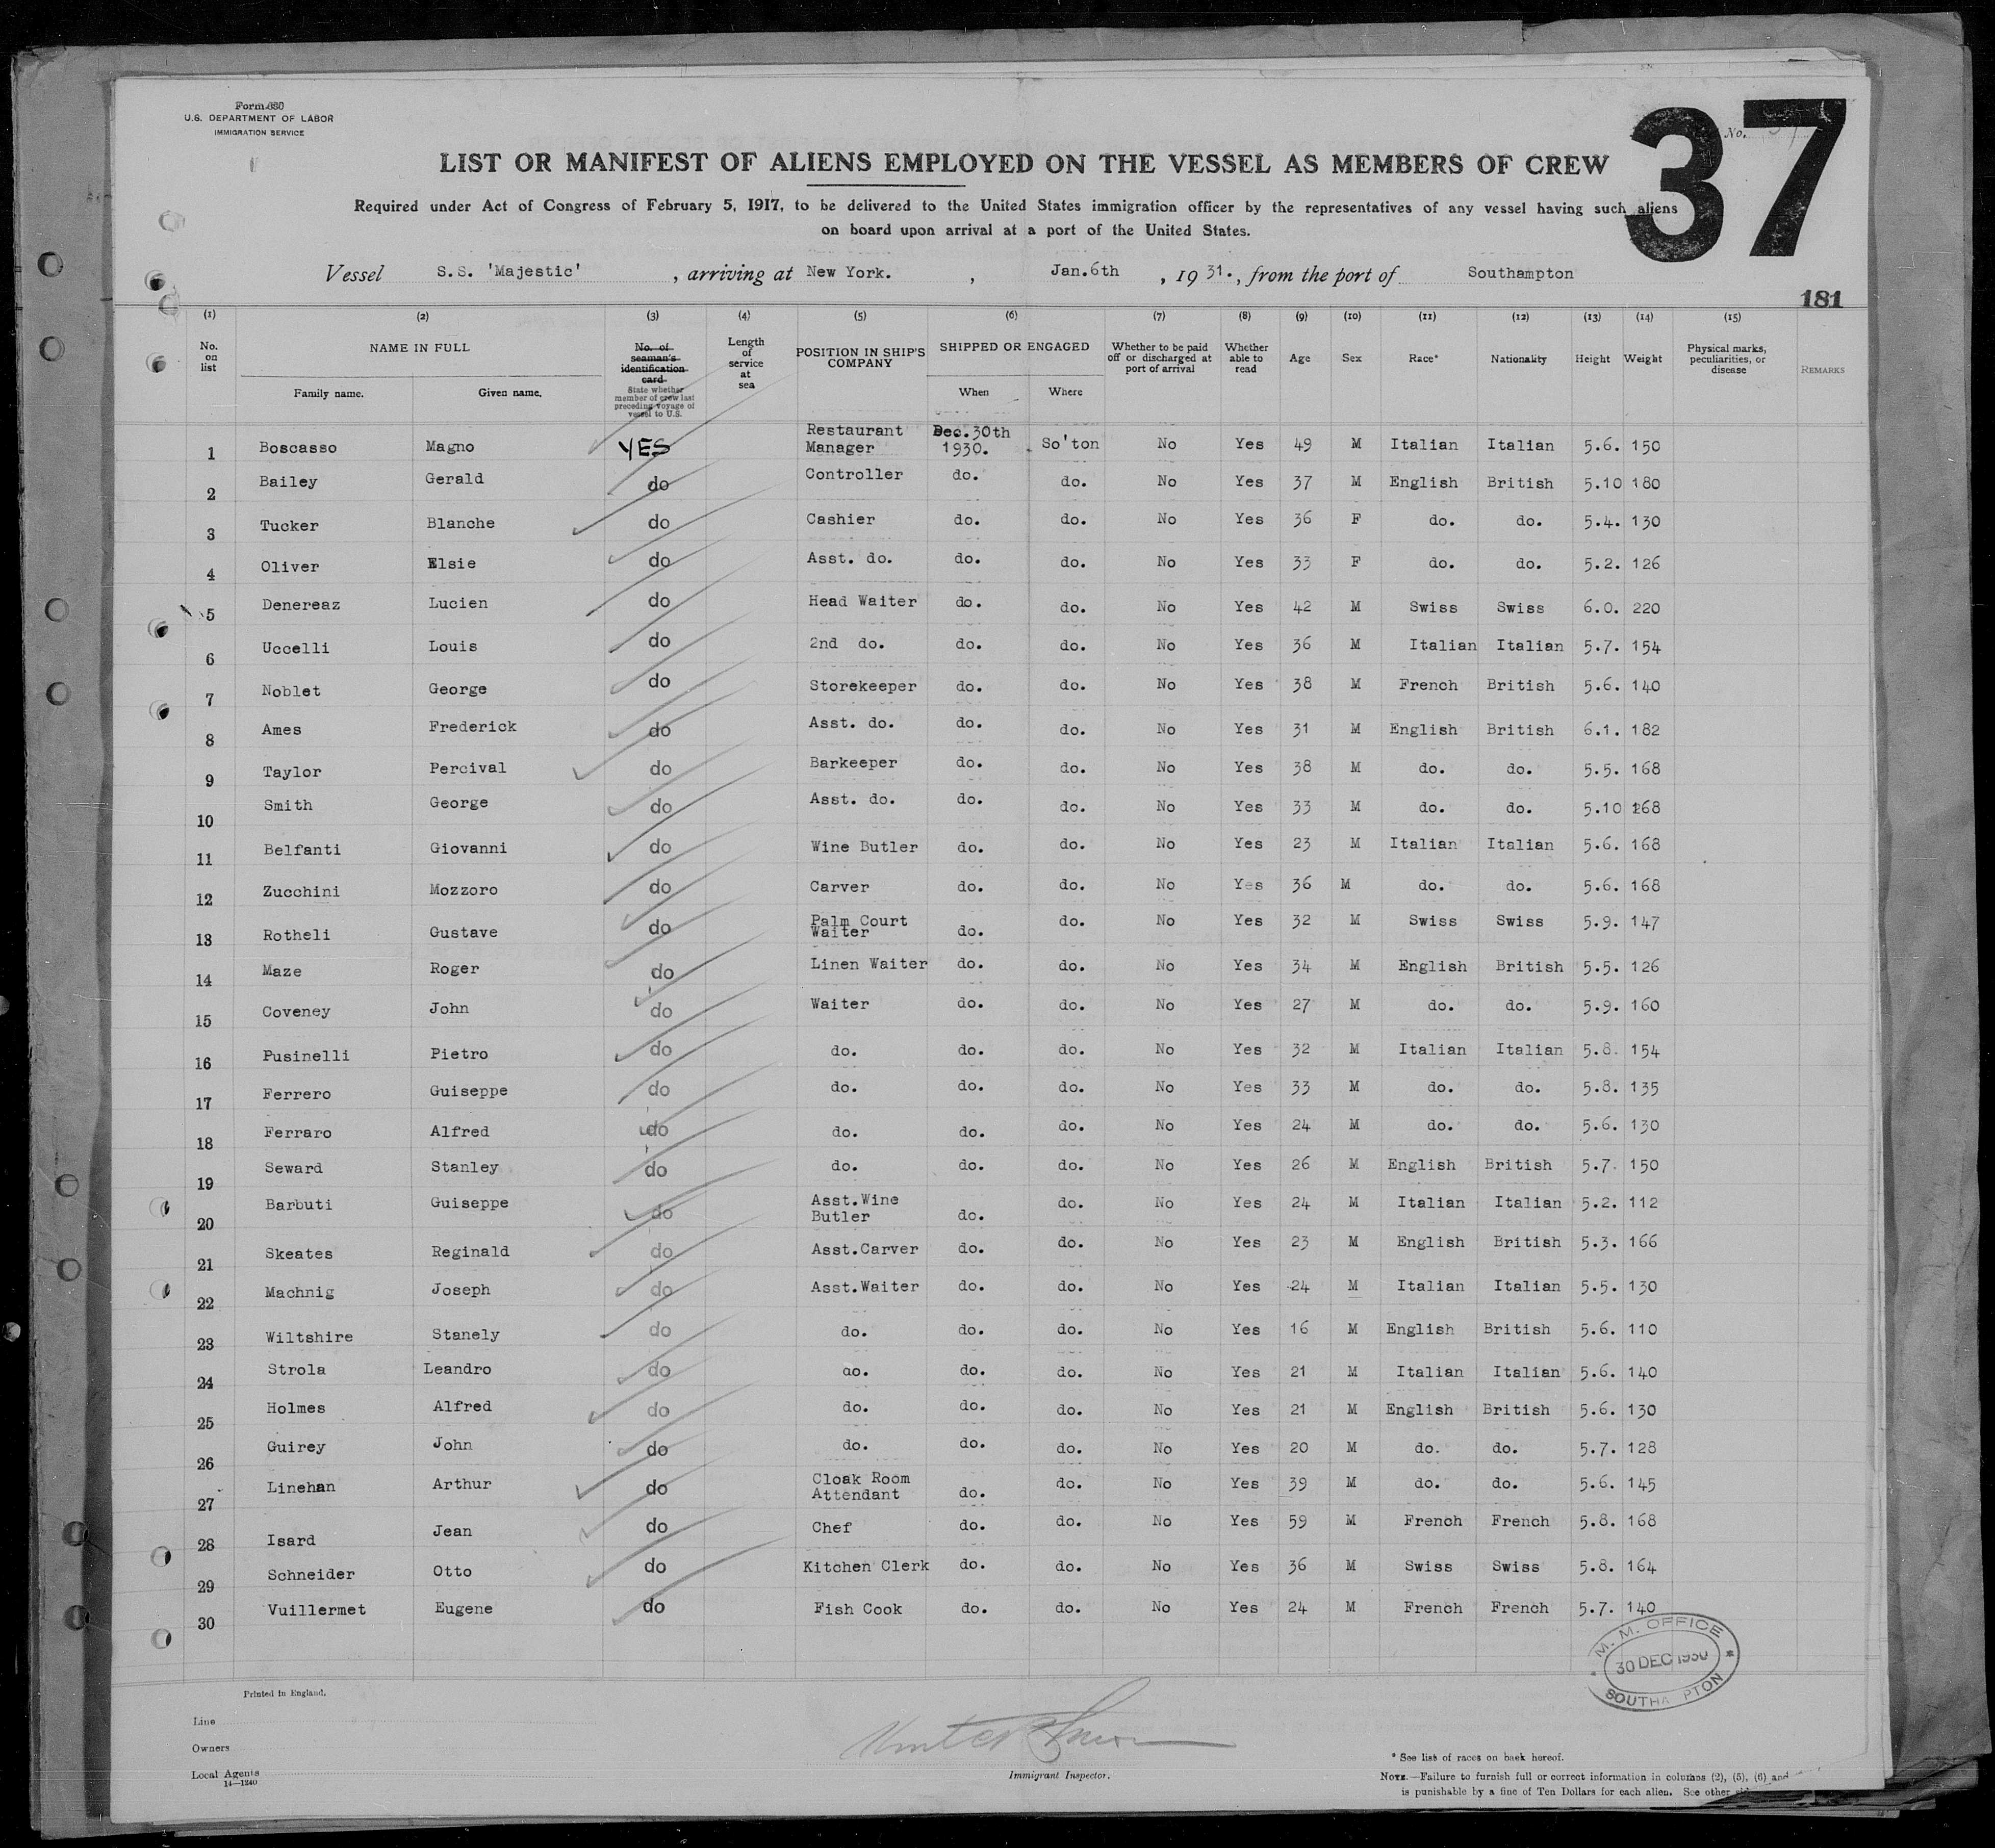 Form 680
U.S. DEPARTMENT OF LABOR
IMMIGRATION SERVICE
37
No.
LIST OR MANIFEST OF ALIENS EMPLOYED ON THE VESSEL AS MEMBERS OF CREW
Required under Act of Congress of February 5, 1917, to be delivered to the United States immigration officer by the representatives of any vessel having such aliens
on board upon arrival at a port of the United States.
Vessel S.S. 'Majestic' , arriving at New York. , Jan.6th , 19 31. , from the port of Southampton
181
(1) (2) (3) (4) (5) (6) (7) (8) (9) (10) (11) (12) (13) (14) (15)
No. on list NAME IN FULL Family name. Given name. No. of seaman's identification card State whether member of crew last preceding voyage of vessel to U.S. Length of service at sea POSITION IN SHIP'S COMPANY SHIPPED OR ENGAGED When Where Whether to be paid off or discharged at port of arrival Whether able to read Age Sex Race* Nationality Height Weight Physical marks, peculiarities, or disease REMARKS
1 Boscasso Magno YES Restaurant Manager Dec.30th 1930. So'ton No Yes 49 M Italian Italian 5.6. 150
2 Bailey Gerald do Controller do. do. No Yes 37 M English British 5.10 180
3 Tucker Blanche do Cashier do. do. No Yes 36 F do. do. 5.4. 130
4 Oliver Elsie do Asst. do. do. do. No Yes 33 F do. do. 5.2. 126
5 Denereaz Lucien do Head Waiter do. do. No Yes 42 M Swiss Swiss 6.0. 220
6 Uccelli Louis do 2nd do. do. do. No Yes 36 M Italian Italian 5.7. 154
7 Noblet George do Storekeeper do. do. No Yes 38 M French British 5.6. 140
8 Ames Frederick do Asst. do. do. do. No Yes 31 M English British 6.1. 182
9 Taylor Percival do Barkeeper do. do. No Yes 38 M do. do. 5.5. 168
10 Smith George do Asst. do. do. do. No Yes 33 M do. do. 5.10 168
11 Belfanti Giovanni do Wine Butler do. do. No Yes 23 M Italian Italian 5.6. 168
12 Zucchini Mozzoro do Carver do. do. No Yes 36 M do. do. 5.6. 168
13 Rotheli Gustave do Palm Court Waiter do. do. No Yes 32 M Swiss Swiss 5.9. 147
14 Maze Roger do Linen Waiter do. do. No Yes 34 M English British 5.5. 126
15 Coveney John do Waiter do. do. No Yes 27 M do. do. 5.9. 160
16 Pusinelli Pietro do do. do. do. No Yes 32 M Italian Italian 5.8. 154
17 Ferrero Guiseppe do do. do. do. No Yes 33 M do. do. 5.8. 135
18 Ferraro Alfred do do. do. do. No Yes 24 M do. do. 5.6. 130
19 Seward Stanley do do. do. do. No Yes 26 M English British 5.7. 150
20 Barbuti Guiseppe do Asst.Wine Butler do. do. No Yes 24 M Italian Italian 5.2. 112
21 Skeates Reginald do Asst.Carver do. do. No Yes 23 M English British 5.3. 166
22 Machnig Joseph do Asst.Waiter do. do. No Yes 24 M Italian Italian 5.5. 130
23 Wiltshire Stanely do do. do. do. No Yes 16 M English British 5.6. 110
24 Strola Leandro do do. do. do. No Yes 21 M Italian Italian 5.6. 140
25 Holmes Alfred do do. do. do. No Yes 21 M English British 5.6. 130
26 Guirey John do do. do. do. No Yes 20 M do. do. 5.7. 128
27 Linehan Arthur do Cloak Room Attendant do. do. No Yes 39 M do. do. 5.6. 145
28 Isard Jean do Chef do. do. No Yes 59 M French French 5.8. 168
29 Schneider Otto do Kitchen Clerk do. do. No Yes 36 M Swiss Swiss 5.8. 164
30 Vuillermet Eugene do Fish Cook do. do. No Yes 24 M French French 5.7. 140
M. M. OFFICE
30 DEC 1930
SOUTHA PTON
Printed in England.
Line
Owners
Local Agents
14—1240
Immigrant Inspector.
* See list of races on back hereof.
NOTE.—Failure to furnish full or correct information in columns (2), (5), (6) and
is punishable by a fine of Ten Dollars for each alien. See other